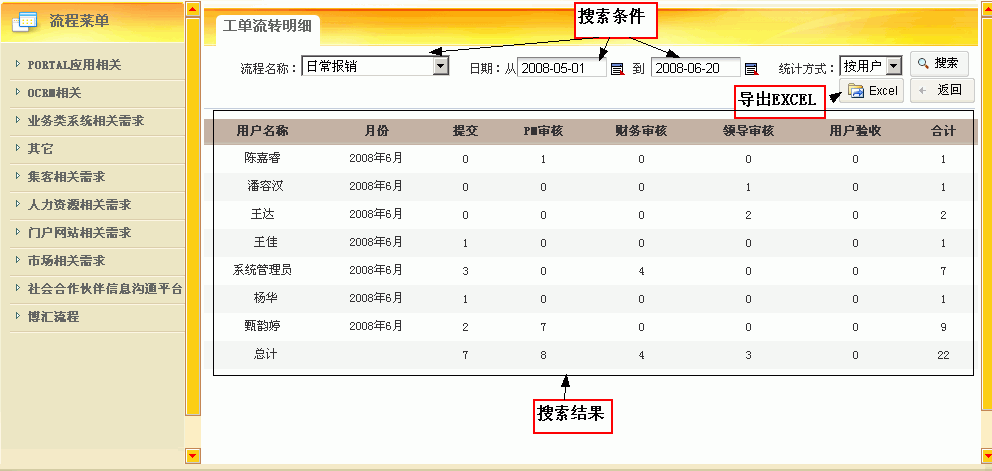 流程菜单
PORTAL应用相关
OCRM相关
业务类系统相关需求
其它
集客相关需求
人力资源相关需求
门户网站相关需求
市场相关需求
社会合作伙伴信息沟通平台
博汇流程
工单流转明细
搜索条件
流程名称： 日常报销 日期：从 2008-05-01 到 2008-06-20 统计方式： 按用户 搜索
导出EXCEL Excel 返回
用户名称 月份 提交 PM审核 财务审核 领导审核 用户验收 合计
陈嘉睿 2008年6月 0 1 0 0 0 1
潘容汉 2008年6月 0 0 0 1 0 1
王达 2008年6月 0 0 0 2 0 2
王佳 2008年6月 1 0 0 0 0 1
系统管理员 2008年6月 3 0 4 0 0 7
杨华 2008年6月 1 0 0 0 0 1
甄韵婷 2008年6月 2 7 0 0 0 9
总计 7 8 4 3 0 22
搜索结果